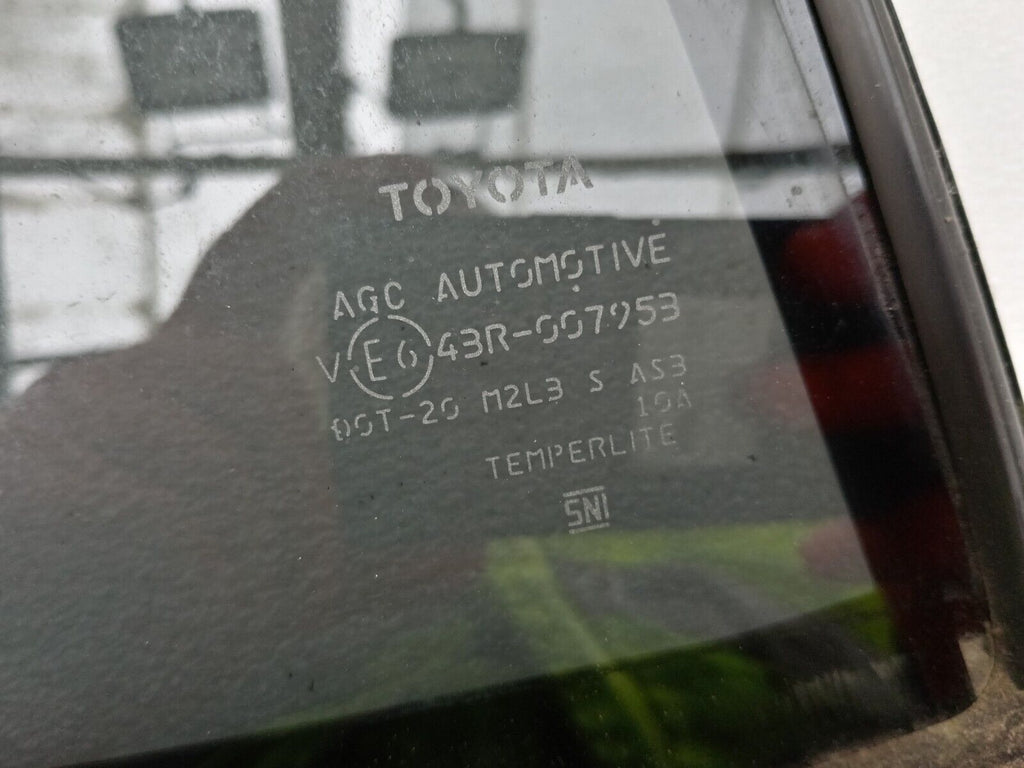 TOYOTA
AGC AUTOMOTIVE
V E6 43R-007953
DOT-20 M2L3 S AS3
10A
TEMPERLITE
SNI